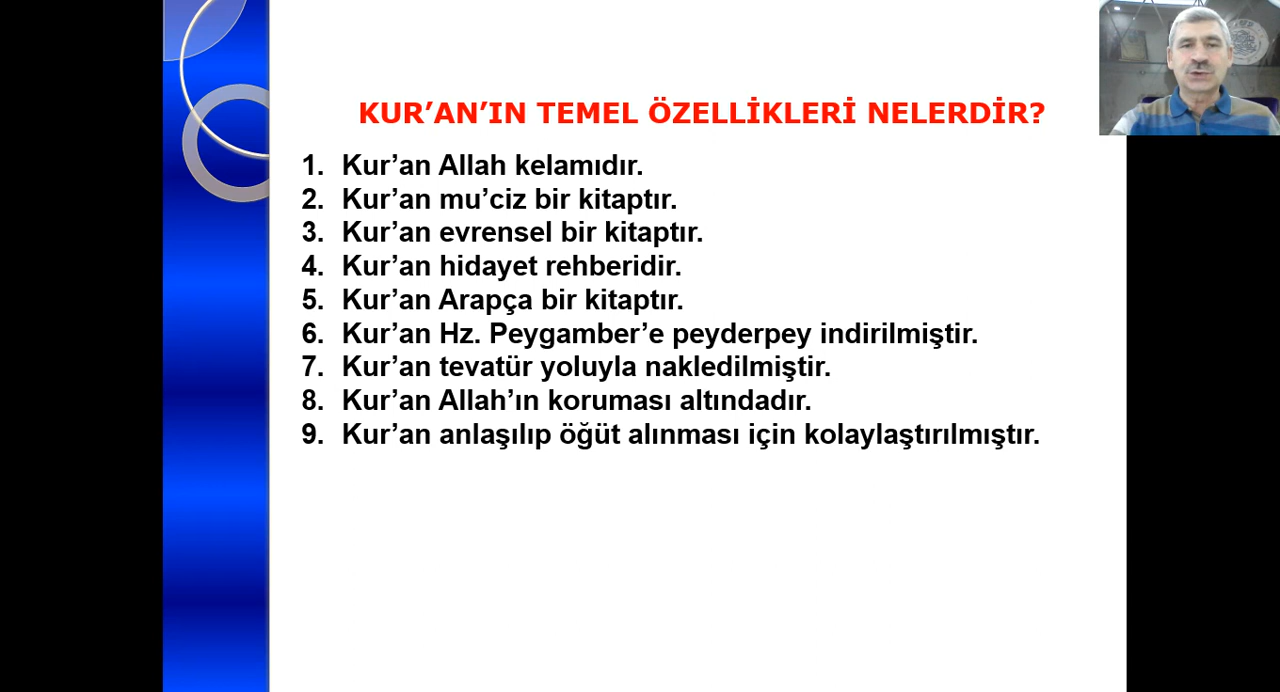 KUR’AN’IN TEMEL ÖZELLİKLERİ NELERDİR?
1. Kur’an Allah kelamıdır.
2. Kur’an mu’ciz bir kitaptır.
3. Kur’an evrensel bir kitaptır.
4. Kur’an hidayet rehberidir.
5. Kur’an Arapça bir kitaptır.
6. Kur’an Hz. Peygamber’e peyderpey indirilmiştir.
7. Kur’an tevatür yoluyla nakledilmiştir.
8. Kur’an Allah’ın koruması altındadır.
9. Kur’an anlaşılıp öğüt alınması için kolaylaştırılmıştır.